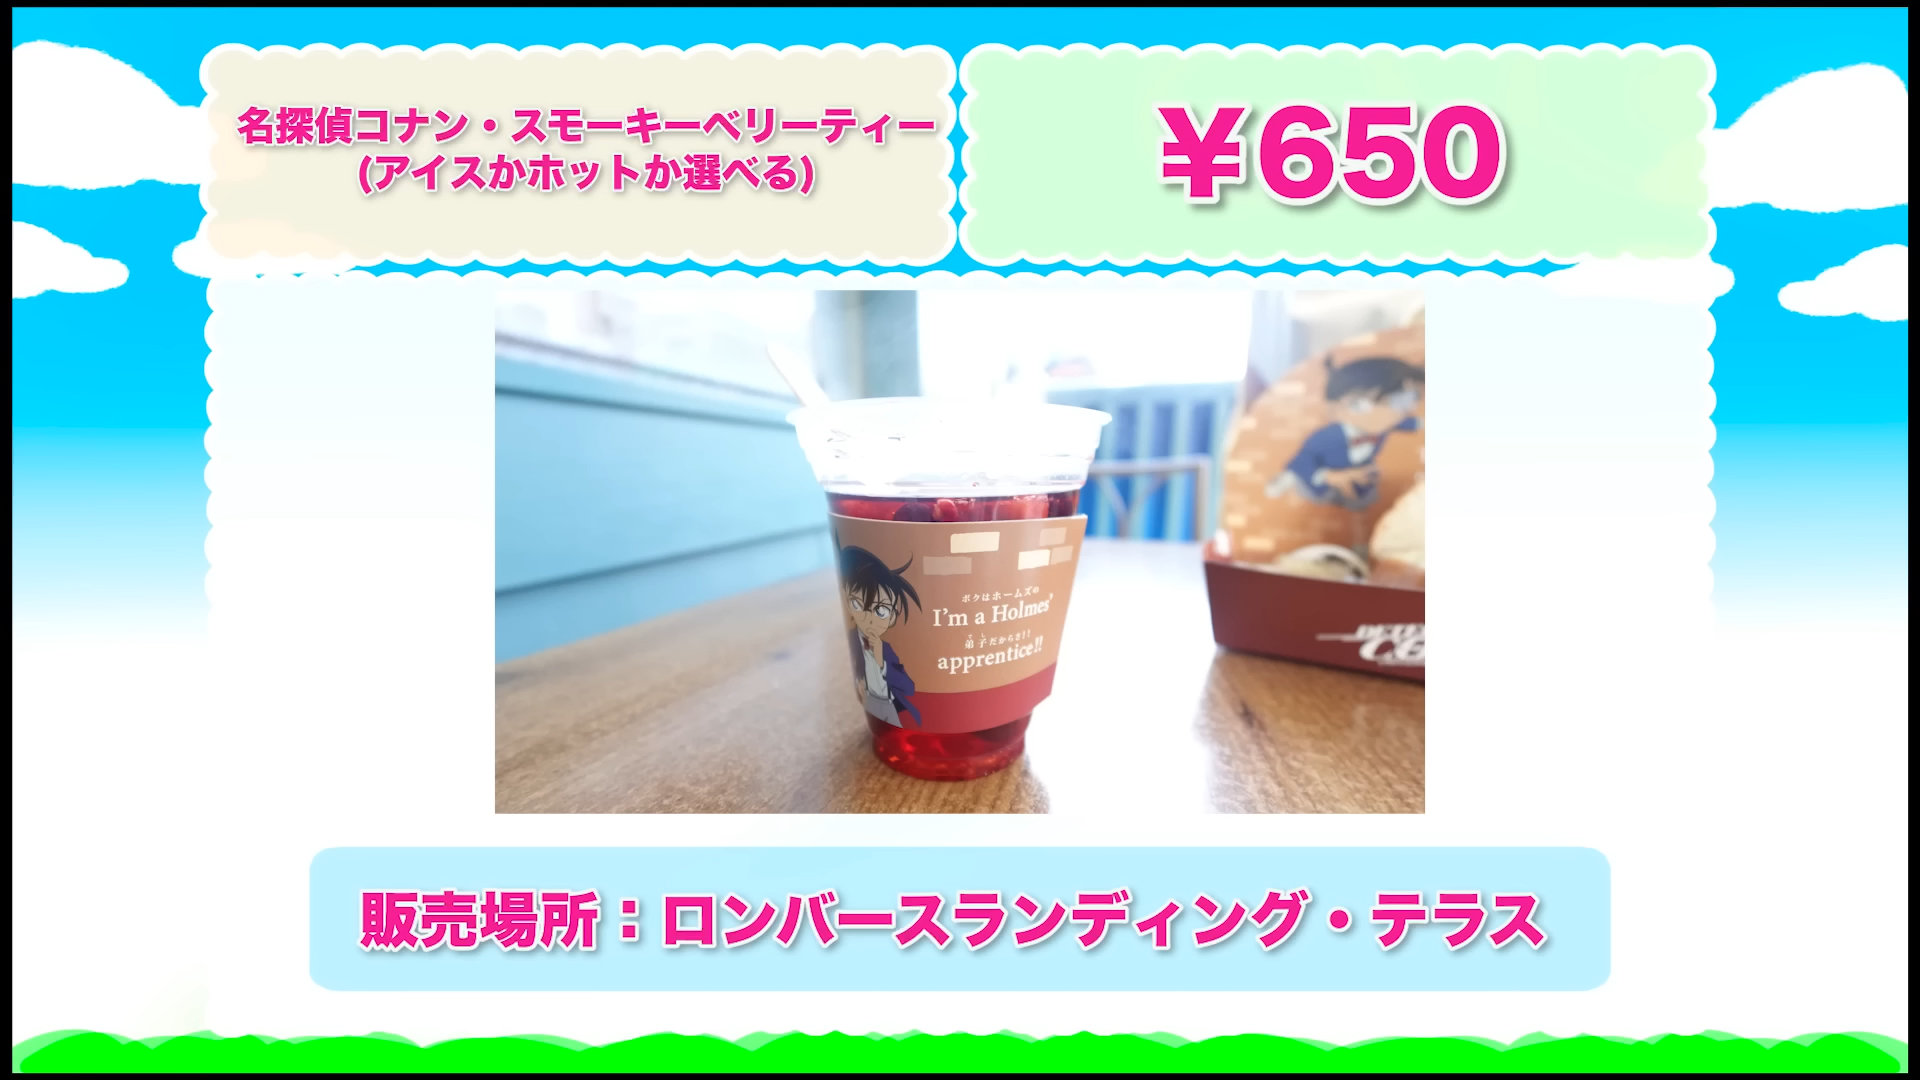 名探偵コナン・スモーキーベリーティー
(アイスかホットか選べる)
￥650
ボクはホームズの
I'm a Holmes'
弟子だからさ!!
apprentice!!
販売場所：ロンバースランディング・テラス